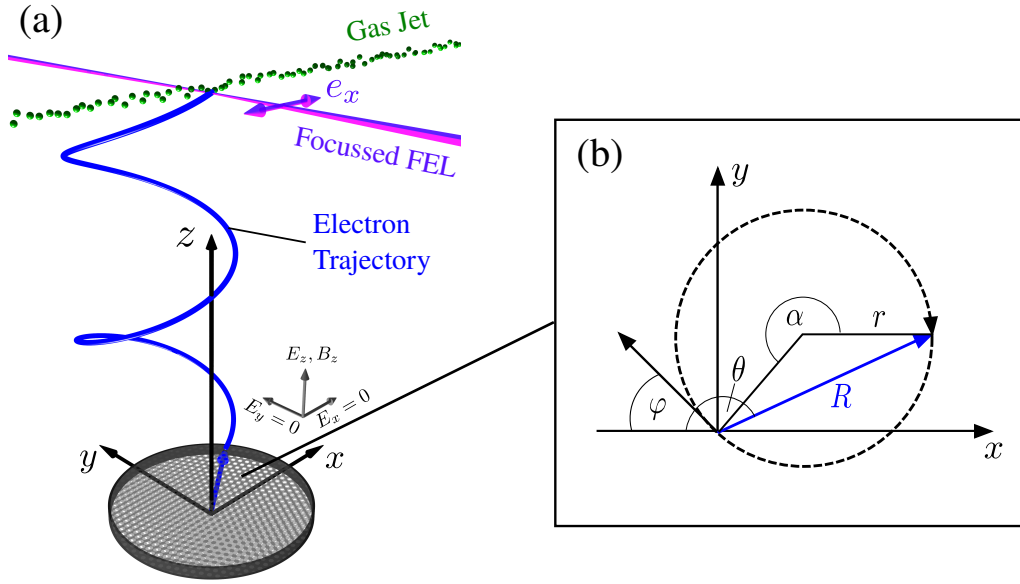 (a)
Gas Jet
e_x
Focussed FEL
Electron
Trajectory
z
E_z, B_z
E_y = 0
E_x = 0
y
x
(b)
y
α
r
θ
R
φ
x